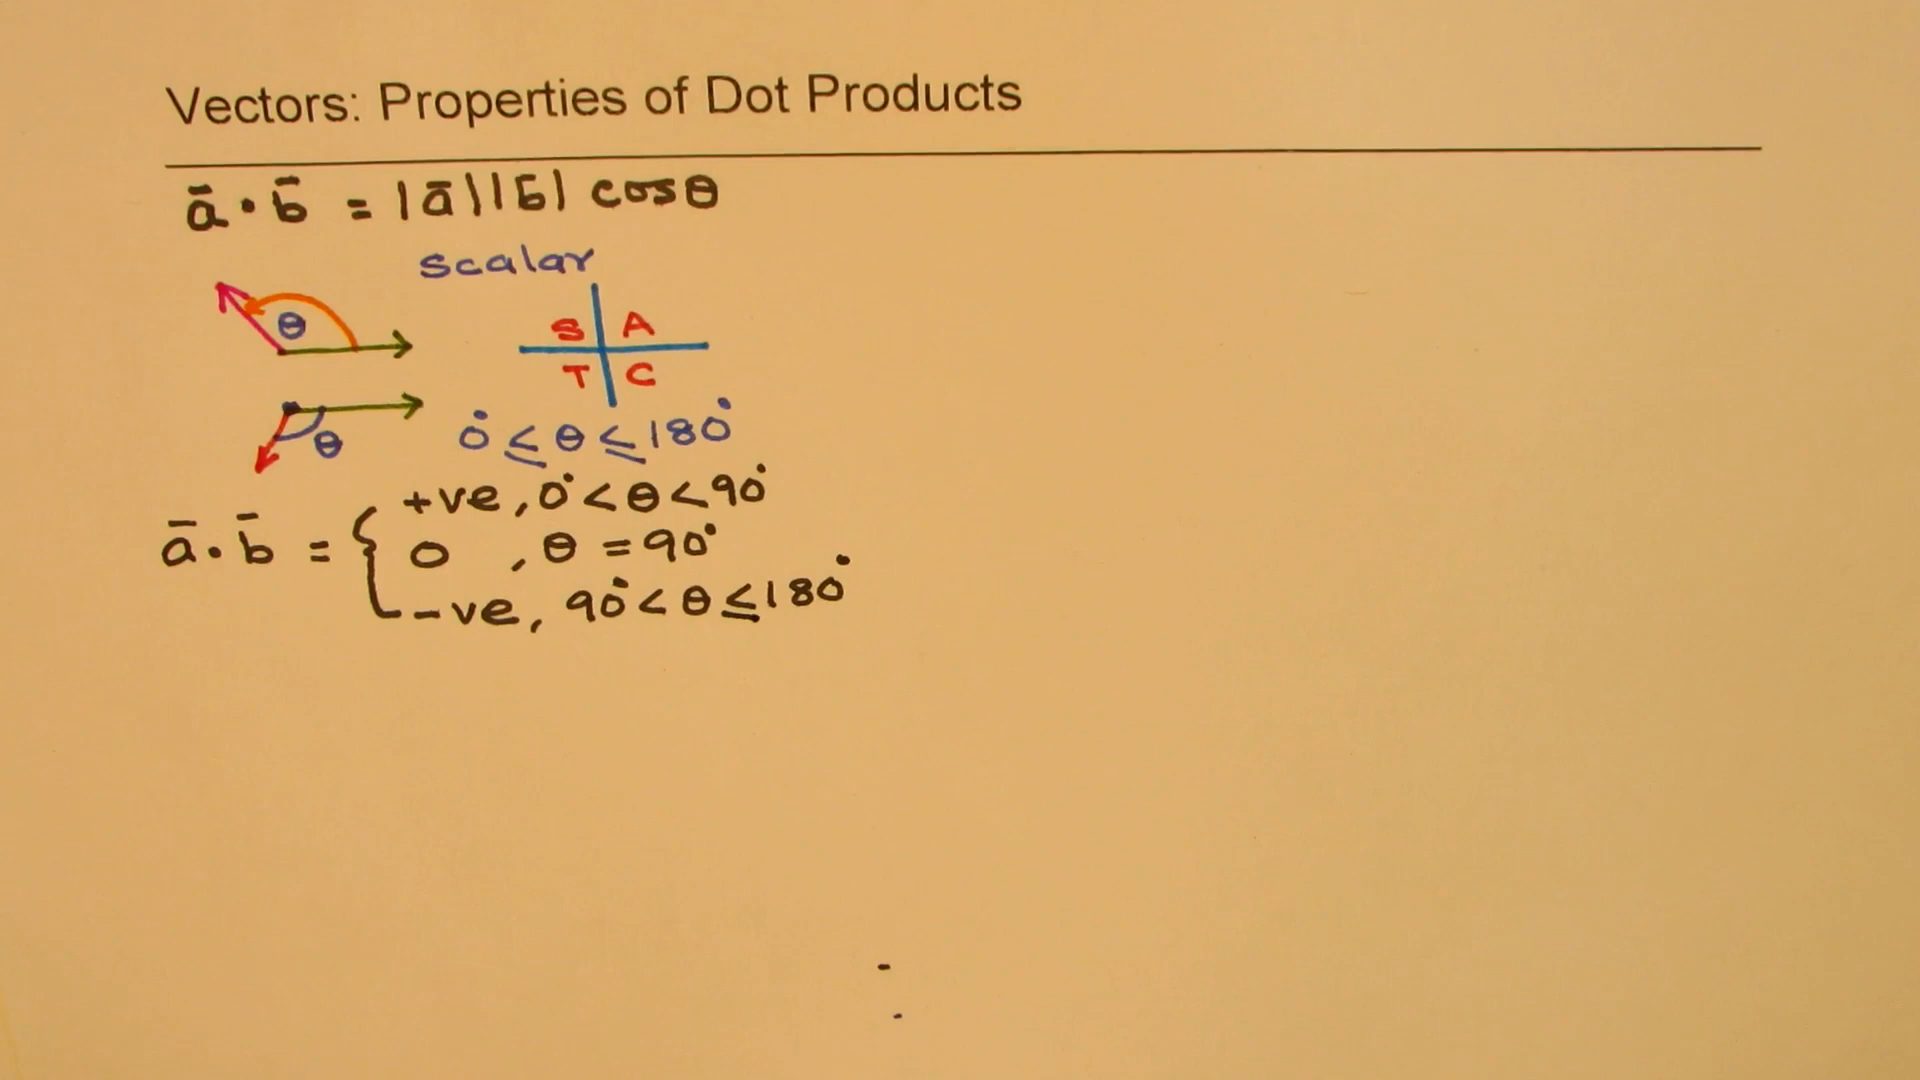 Vectors: Properties of Dot Products
ā · b̄ = |ā||b̄| cosθ
scalar
θ
S A
T C
θ
0° ≤ θ ≤ 180°
ā · b̄ = { +ve, 0° < θ < 90°
0 , θ = 90°
-ve, 90° < θ ≤ 180°